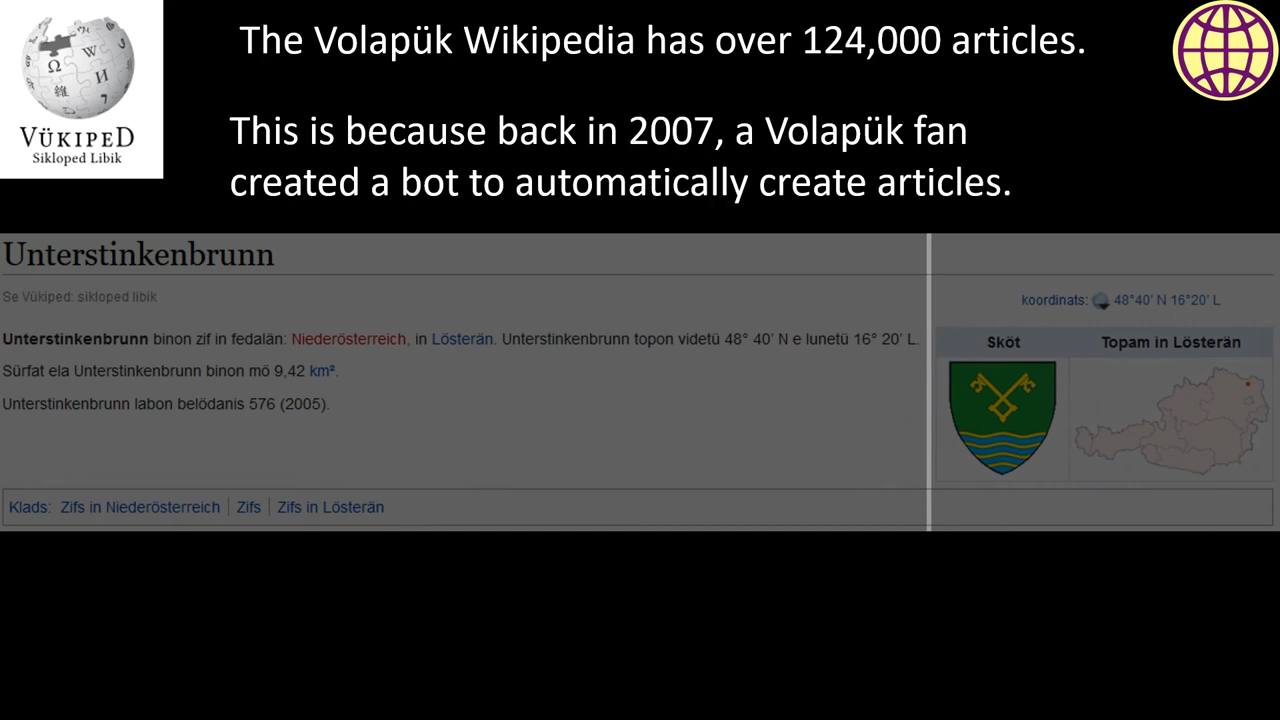 The Volapük Wikipedia has over 124,000 articles.
This is because back in 2007, a Volapük fan
created a bot to automatically create articles.
Ω
W
И
維
VÜKIPED
Sikloped Libik
Unterstinkenbrunn
Se Vükiped: sikloped libik
koordinats: 48°40′ N 16°20′ L
Unterstinkenbrunn binon zif in fedalän: Niederösterreich, in Lösterän. Unterstinkenbrunn topon videtü 48° 40′ N e lunetü 16° 20′ L.
Sürfat ela Unterstinkenbrunn binon mö 9,42 km².
Unterstinkenbrunn labon belödanis 576 (2005).
Sköt
Topam in Lösterän
Klads: Zifs in Niederösterreich | Zifs | Zifs in Lösterän